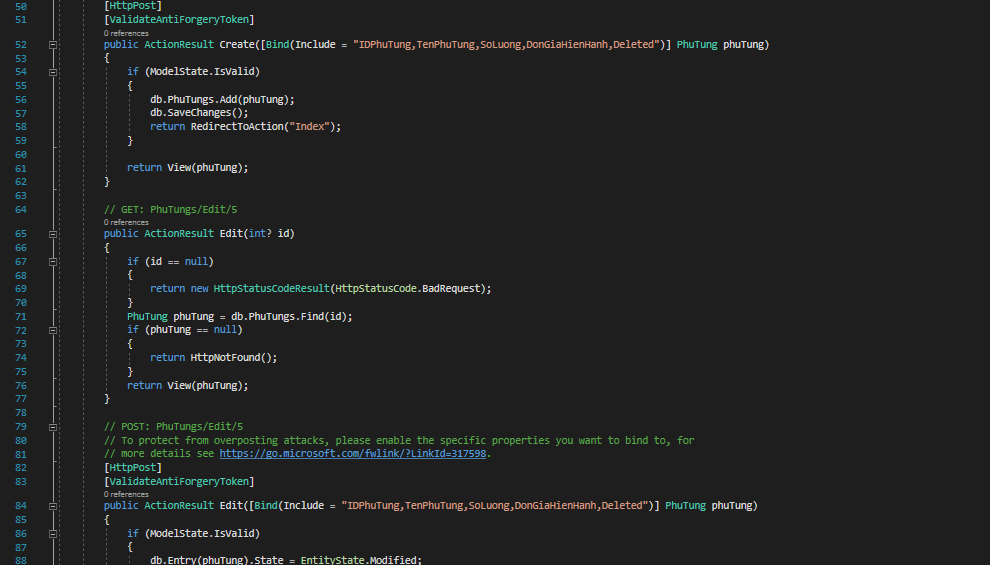 50 [HttpPost]
51 [ValidateAntiForgeryToken]
0 references
52 public ActionResult Create([Bind(Include = "IDPhuTung,TenPhuTung,SoLuong,DonGiaHienHanh,Deleted")] PhuTung phuTung)
53 {
54 if (ModelState.IsValid)
55 {
56 db.PhuTungs.Add(phuTung);
57 db.SaveChanges();
58 return RedirectToAction("Index");
59 }
60
61 return View(phuTung);
62 }
63
64 // GET: PhuTungs/Edit/5
0 references
65 public ActionResult Edit(int? id)
66 {
67 if (id == null)
68 {
69 return new HttpStatusCodeResult(HttpStatusCode.BadRequest);
70 }
71 PhuTung phuTung = db.PhuTungs.Find(id);
72 if (phuTung == null)
73 {
74 return HttpNotFound();
75 }
76 return View(phuTung);
77 }
78
79 // POST: PhuTungs/Edit/5
80 // To protect from overposting attacks, please enable the specific properties you want to bind to, for
81 // more details see https://go.microsoft.com/fwlink/?LinkId=317598.
82 [HttpPost]
83 [ValidateAntiForgeryToken]
0 references
84 public ActionResult Edit([Bind(Include = "IDPhuTung,TenPhuTung,SoLuong,DonGiaHienHanh,Deleted")] PhuTung phuTung)
85 {
86 if (ModelState.IsValid)
87 {
88 db.Entry(phuTung).State = EntityState.Modified;